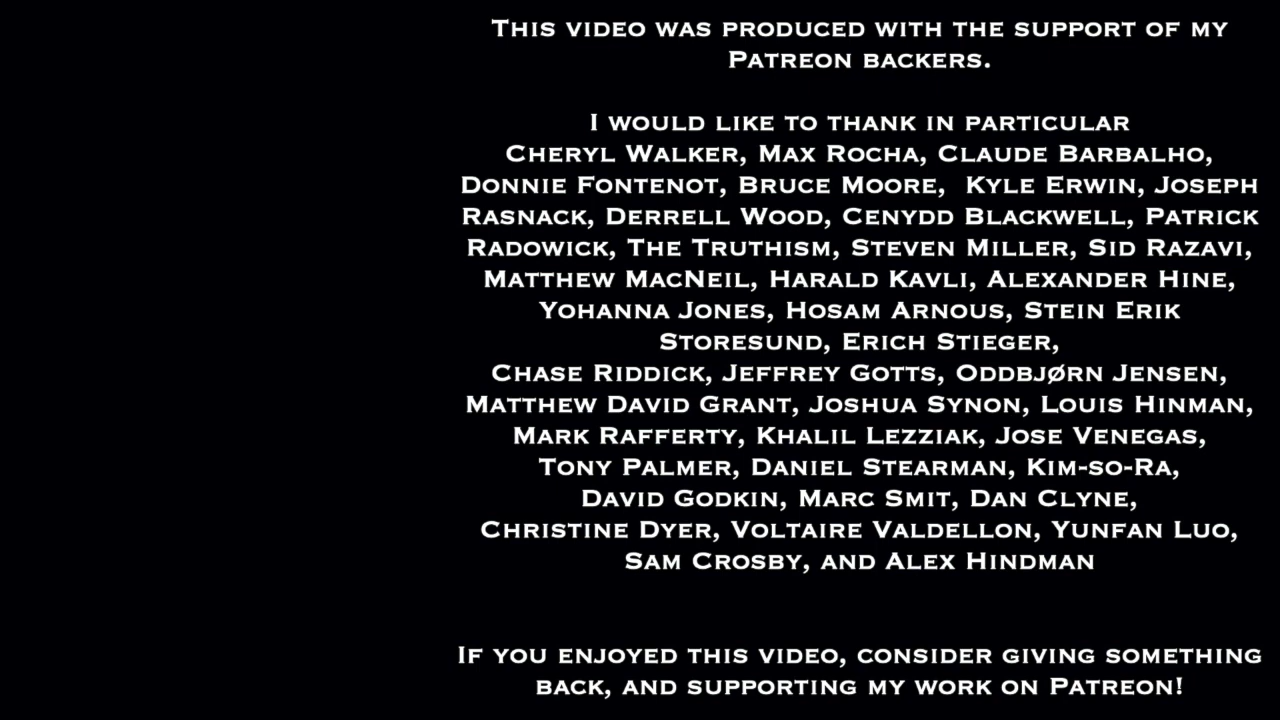 This video was produced with the support of my
Patreon backers.
I would like to thank in particular
Cheryl Walker, Max Rocha, Claude Barbalho,
Donnie Fontenot, Bruce Moore,  Kyle Erwin, Joseph
Rasnack, Derrell Wood, Cenydd Blackwell, Patrick
Radowick, The Truthism, Steven Miller, Sid Razavi,
Matthew MacNeil, Harald Kavli, Alexander Hine,
Yohanna Jones, Hosam Arnous, Stein Erik
Storesund, Erich Stieger,
Chase Riddick, Jeffrey Gotts, Oddbjørn Jensen,
Matthew David Grant, Joshua Synon, Louis Hinman,
Mark Rafferty, Khalil Lezziak, Jose Venegas,
Tony Palmer, Daniel Stearman, Kim-so-Ra,
David Godkin, Marc Smit, Dan Clyne,
Christine Dyer, Voltaire Valdellon, Yunfan Luo,
Sam Crosby, and Alex Hindman
If you enjoyed this video, consider giving something
back, and supporting my work on Patreon!